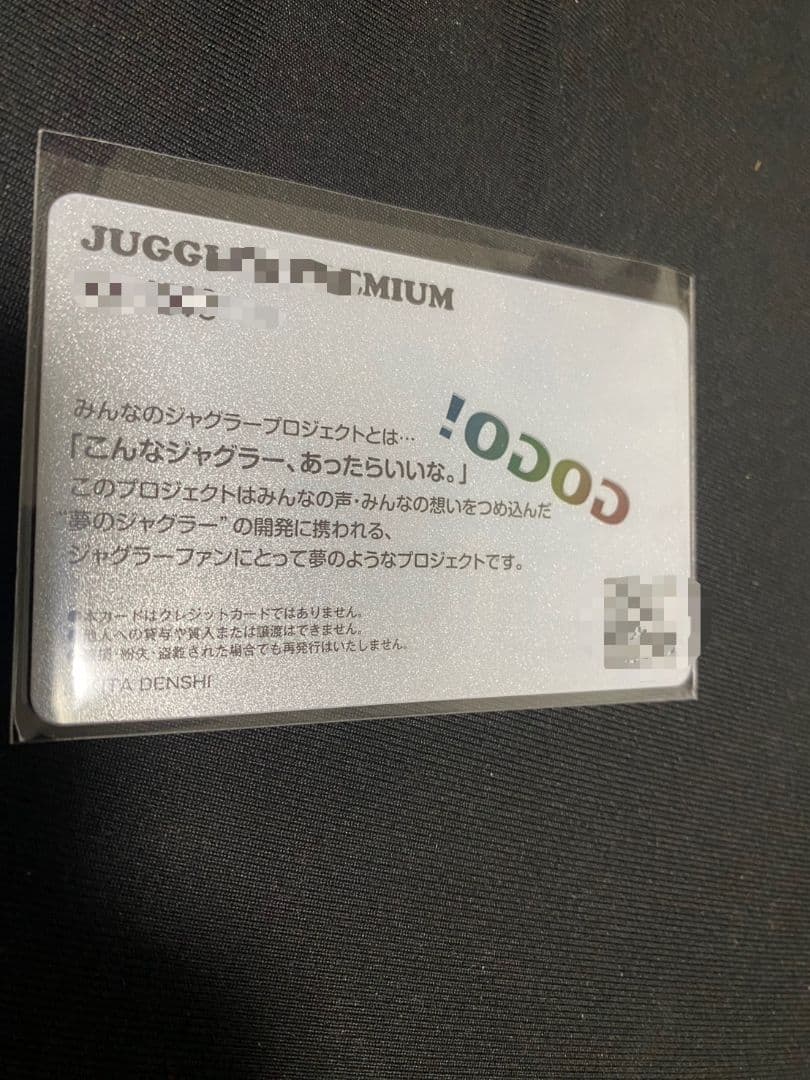 JUGGL PREMIUM
GOGO!
みんなのジャグラープロジェクトとは…
「こんなジャグラー、あったらいいな。」
このプロジェクトはみんなの声・みんなの想いをつめ込んだ
“夢のジャグラー”の開発に携われる、
ジャグラーファンにとって夢のようなプロジェクトです。
本カードはクレジットカードではありません。
他人への貸与や質入または譲渡はできません。
・紛失・盗難された場合でも再発行はいたしません。
TA DENSHI